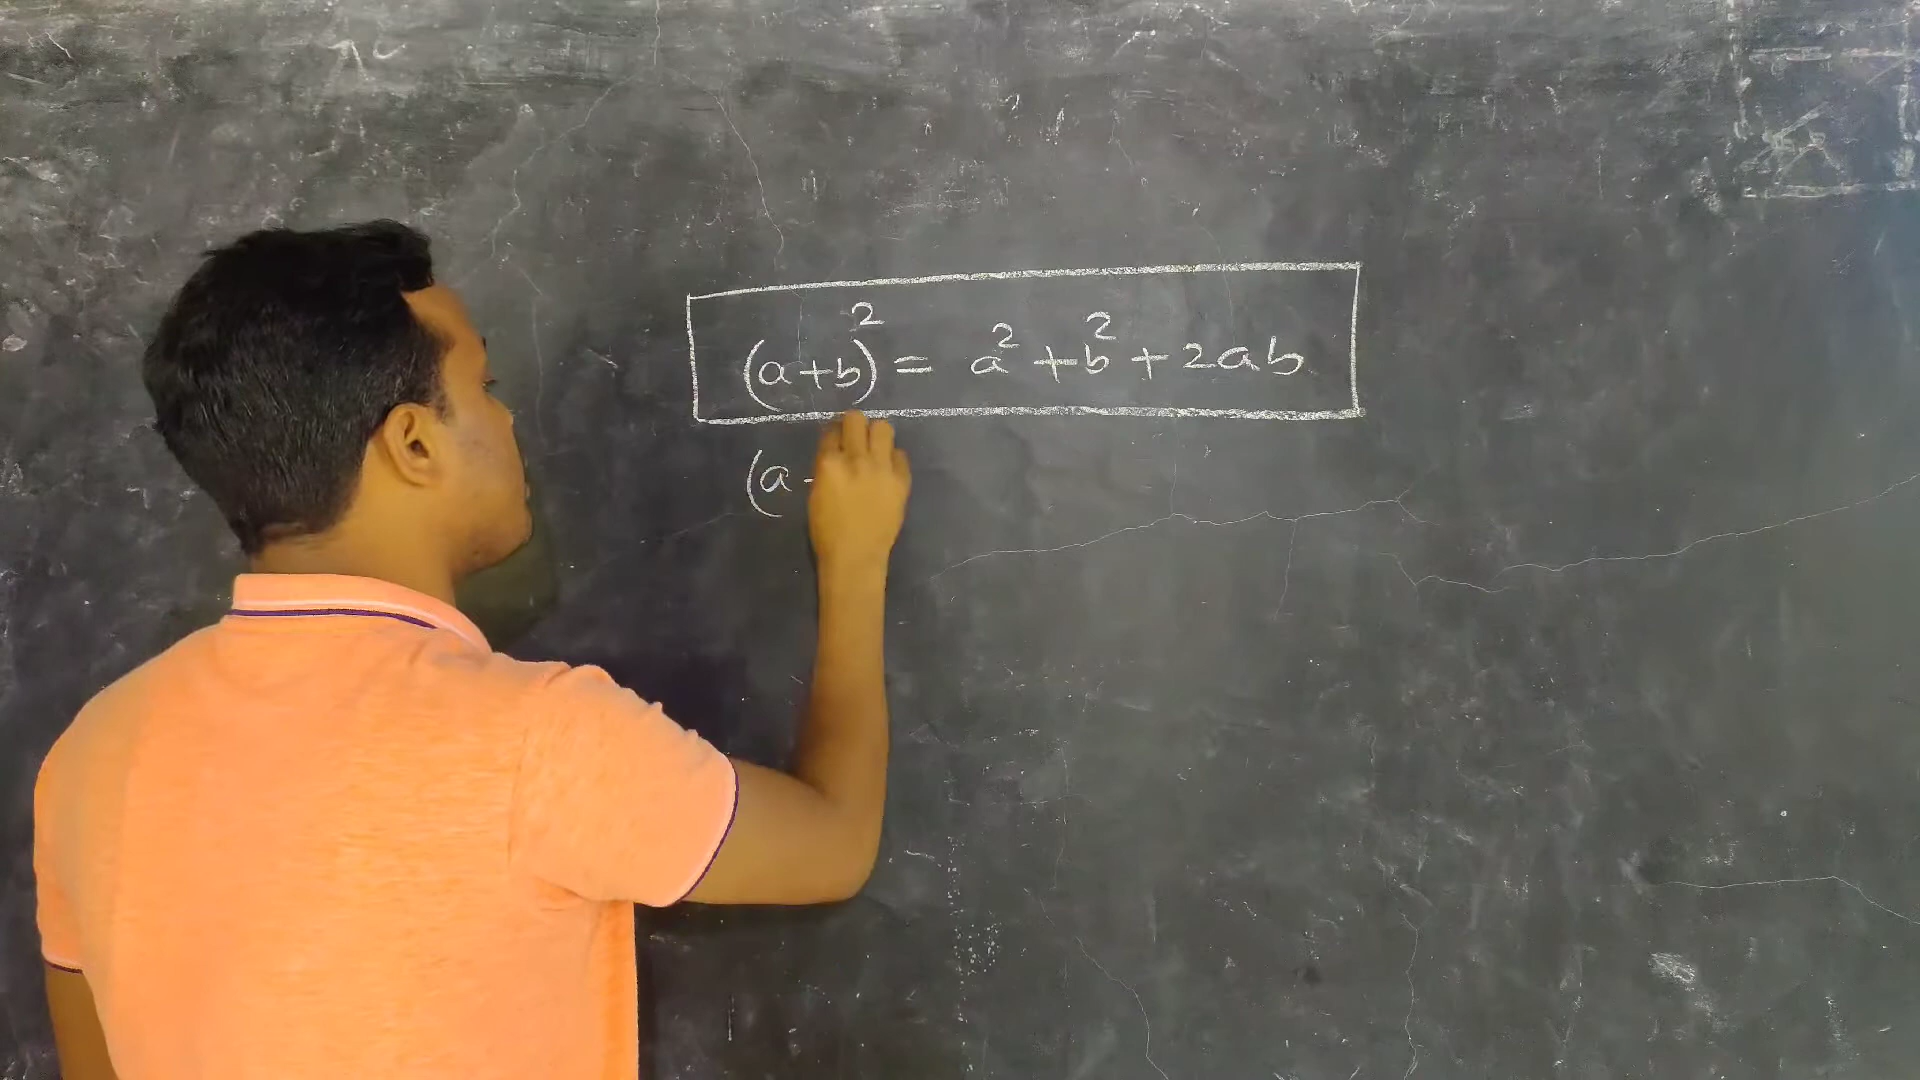 (a+b)² = a²+b²+2ab
(a -